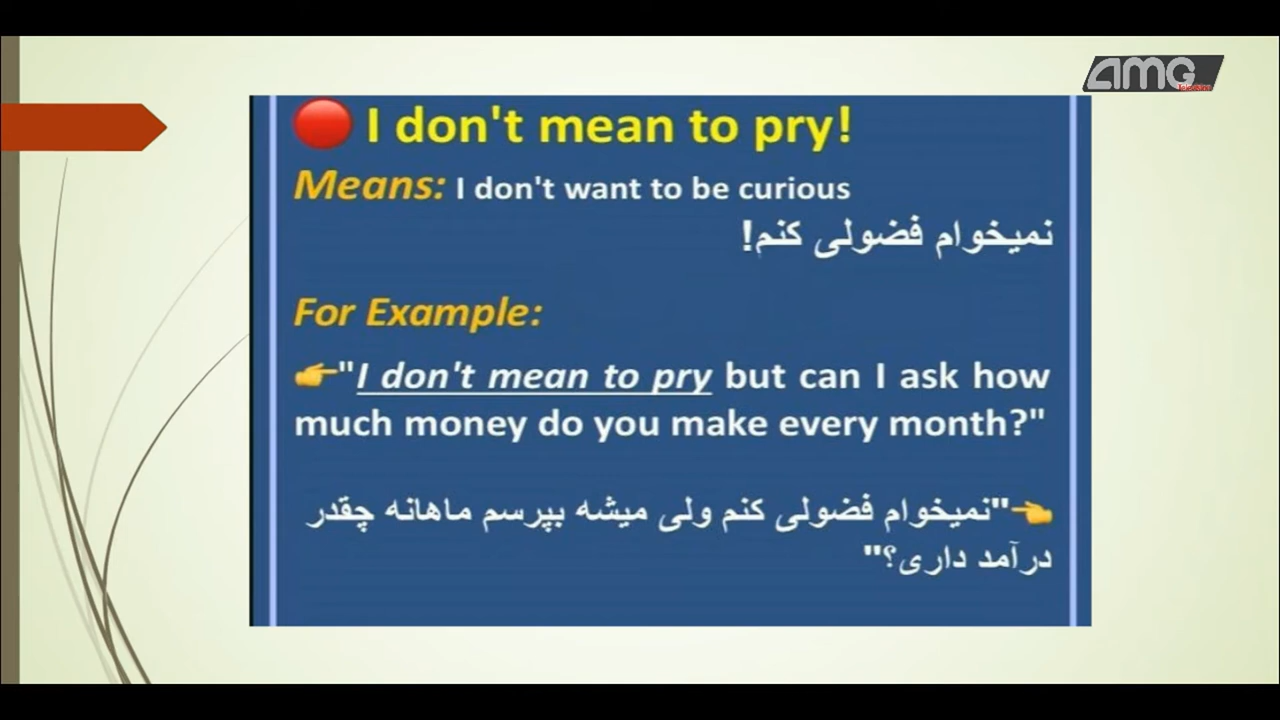 AMG
I don't mean to pry!
Means: I don't want to be curious
نمیخوام فضولی کنم!
For Example:
👉"I don't mean to pry but can I ask how
much money do you make every month?"
👈"نمیخوام فضولی کنم ولی میشه بپرسم ماهانه چقدر
درآمد داری؟"